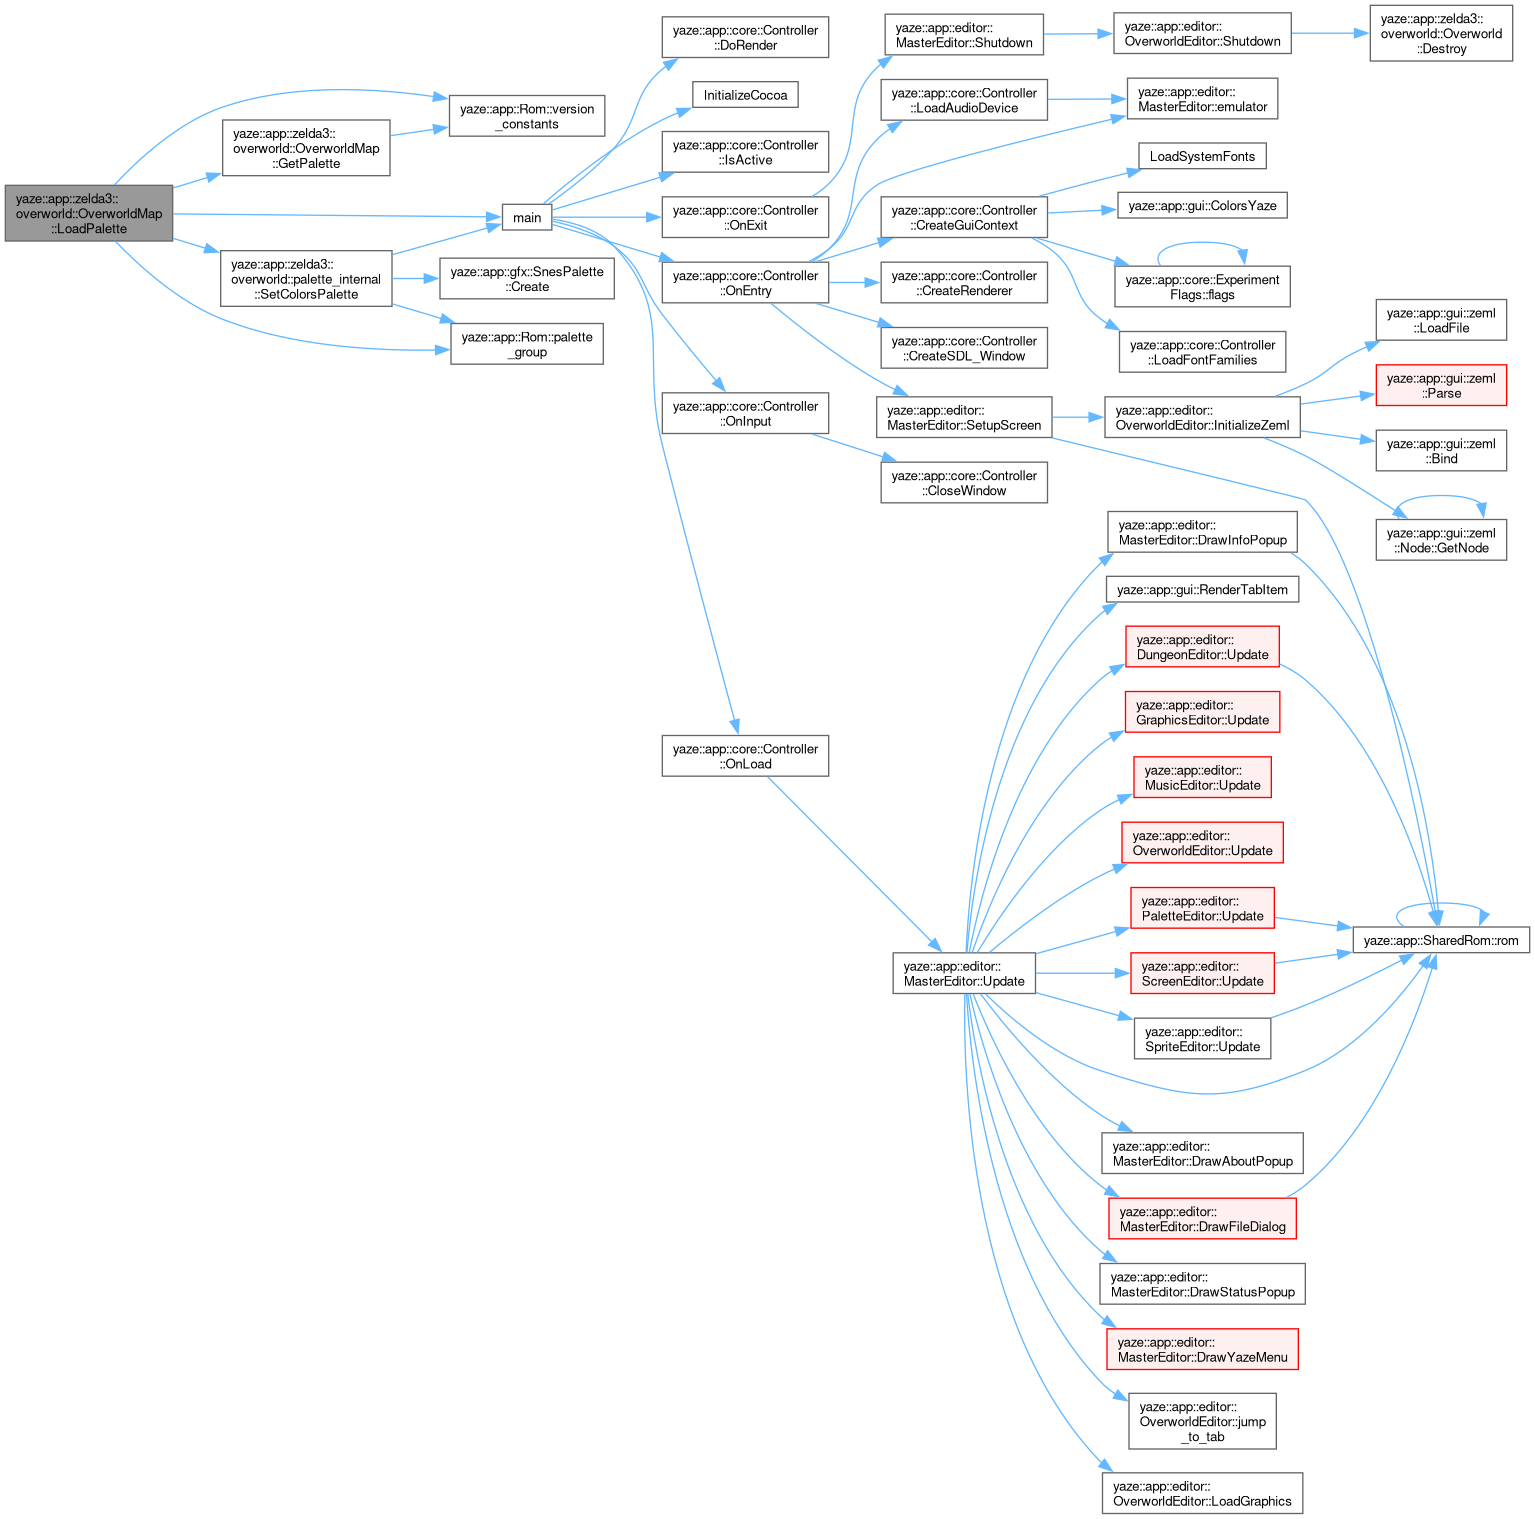 yaze::app::zelda3::
overworld::OverworldMap
::LoadPalette
yaze::app::Rom::version
_constants
yaze::app::zelda3::
overworld::OverworldMap
::GetPalette
main
yaze::app::zelda3::
overworld::palette_internal
::SetColorsPalette
yaze::app::gfx::SnesPalette
::Create
yaze::app::Rom::palette
_group
yaze::app::core::Controller
::DoRender
InitializeCocoa
yaze::app::core::Controller
::IsActive
yaze::app::core::Controller
::OnExit
yaze::app::core::Controller
::OnEntry
yaze::app::core::Controller
::OnInput
yaze::app::core::Controller
::OnLoad
yaze::app::editor::
MasterEditor::Shutdown
yaze::app::editor::
OverworldEditor::Shutdown
yaze::app::zelda3::
overworld::Overworld
::Destroy
yaze::app::core::Controller
::LoadAudioDevice
yaze::app::editor::
MasterEditor::emulator
yaze::app::core::Controller
::CreateGuiContext
LoadSystemFonts
yaze::app::gui::ColorsYaze
yaze::app::core::Experiment
Flags::flags
yaze::app::core::Controller
::LoadFontFamilies
yaze::app::core::Controller
::CreateRenderer
yaze::app::core::Controller
::CreateSDL_Window
yaze::app::editor::
MasterEditor::SetupScreen
yaze::app::editor::
OverworldEditor::InitializeZeml
yaze::app::gui::zeml
::LoadFile
yaze::app::gui::zeml
::Parse
yaze::app::gui::zeml
::Bind
yaze::app::gui::zeml
::Node::GetNode
yaze::app::core::Controller
::CloseWindow
yaze::app::editor::
MasterEditor::Update
yaze::app::editor::
MasterEditor::DrawInfoPopup
yaze::app::gui::RenderTabItem
yaze::app::editor::
DungeonEditor::Update
yaze::app::editor::
GraphicsEditor::Update
yaze::app::editor::
MusicEditor::Update
yaze::app::editor::
OverworldEditor::Update
yaze::app::editor::
PaletteEditor::Update
yaze::app::editor::
ScreenEditor::Update
yaze::app::editor::
SpriteEditor::Update
yaze::app::SharedRom::rom
yaze::app::editor::
MasterEditor::DrawAboutPopup
yaze::app::editor::
MasterEditor::DrawFileDialog
yaze::app::editor::
MasterEditor::DrawStatusPopup
yaze::app::editor::
MasterEditor::DrawYazeMenu
yaze::app::editor::
OverworldEditor::jump
_to_tab
yaze::app::editor::
OverworldEditor::LoadGraphics